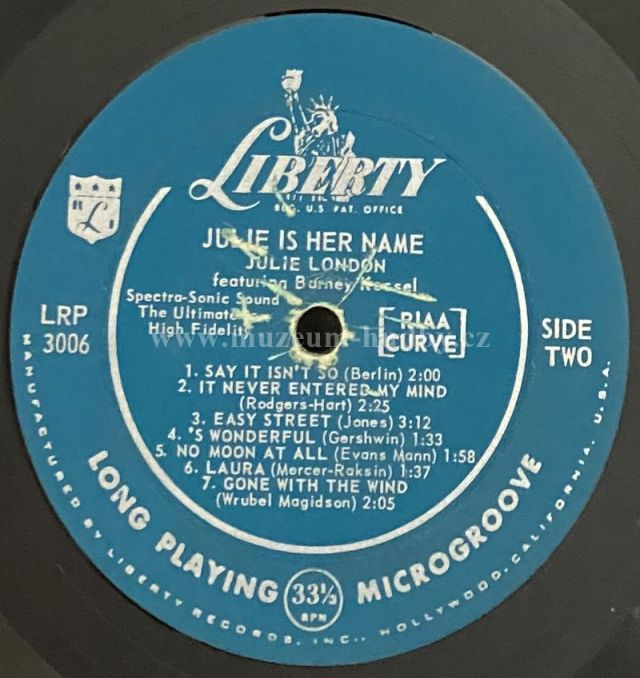 LIBERTY
REG. U.S. PAT. OFFICE
L
JULIE IS HER NAME
JULIE LONDON
featuring Barney Kessel
Spectra-Sonic Sound
The Ultimate
High Fidelity
LRP
3006
[RIAA
CURVE]
SIDE
TWO
1. SAY IT ISN'T SO (Berlin) 2:00
2. IT NEVER ENTERED MY MIND
(Rodgers-Hart) 2:25
3. EASY STREET (Jones) 3:12
4. 'S WONDERFUL (Gershwin) 1:33
5. NO MOON AT ALL (Evans Mann) 1:58
6. LAURA (Mercer-Raksin) 1:37
7. GONE WITH THE WIND
(Wrubel Magidson) 2:05
LONG PLAYING 33⅓ RPM MICROGROOVE
MANUFACTURED BY LIBERTY RECORDS, INC., HOLLYWOOD, CALIFORNIA, U.S.A.